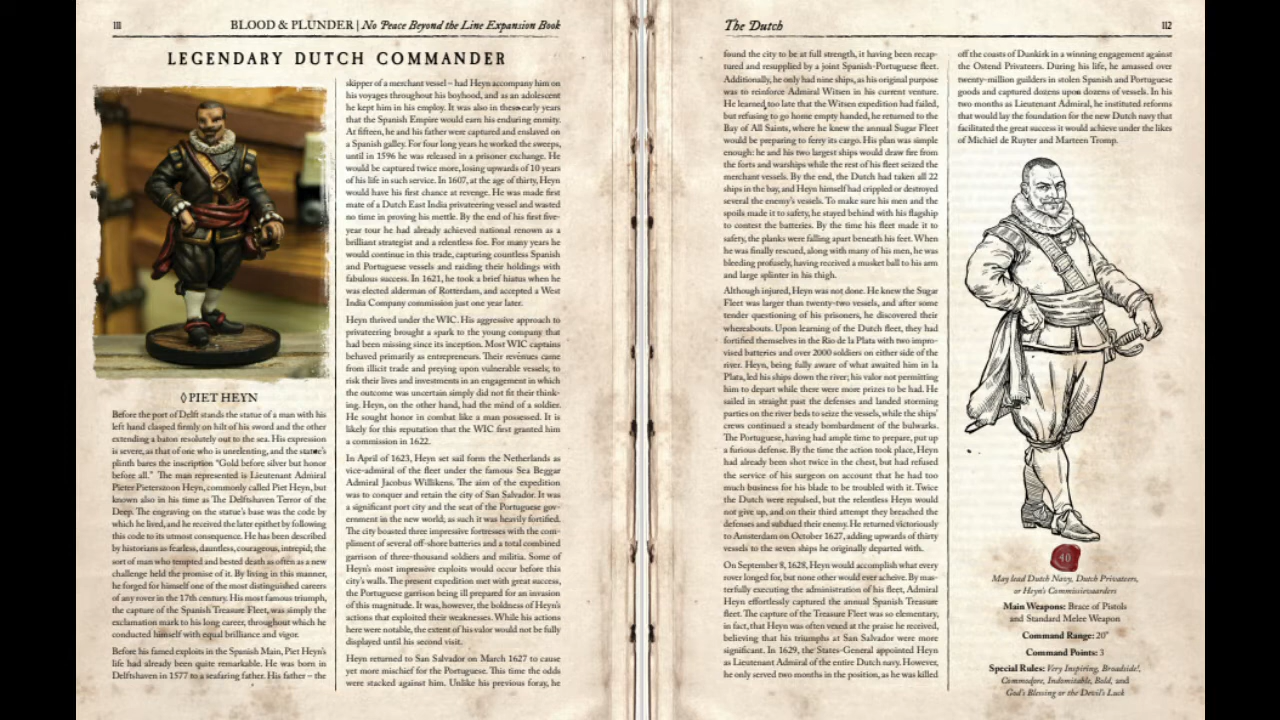 111
BLOOD & PLUNDER | No Peace Beyond the Line Expansion Book
LEGENDARY DUTCH COMMANDER
◊ PIET HEYN
Before the port of Delft stands the statue of a man with his
left hand clasped firmly on hilt of his sword and the other
extending a baton resolutely out to the sea. His expression
is severe, as that of one who is unrelenting, and the statue's
plinth bares the inscription "Gold before silver but honor
before all." The man represented is Lieutenant Admiral
Pieter Pieterszoon Heyn, commonly called Piet Heyn, but
known also in his time as The Delftshaven Terror of the
Deep. The engraving on the statue's base was the code by
which he lived, and he received the later epithet by following
this code to its utmost consequence. He has been described
by historians as fearless, dauntless, courageous, intrepid; the
sort of man who tempted and bested death as often as a new
challenge held the promise of it. By living in this manner,
he forged for himself one of the most distinguished careers
of any rover in the 17th century. His most famous triumph,
the capture of the Spanish Treasure Fleet, was simply the
exclamation mark to his long career, throughout which he
conducted himself with equal brilliance and vigor.
Before his famed exploits in the Spanish Main, Piet Heyn's
life had already been quite remarkable. He was born in
Delftshaven in 1577 to a seafaring father. His father – the
skipper of a merchant vessel – had Heyn accompany him on
his voyages throughout his boyhood, and as an adolescent
he kept him in his employ. It was also in these early years
that the Spanish Empire would earn his enduring enmity.
At fifteen, he and his father were captured and enslaved on
a Spanish galley. For four long years he worked the sweeps,
until in 1596 he was released in a prisoner exchange. He
would be captured twice more, losing upwards of 10 years
of his life in such service. In 1607, at the age of thirty, Heyn
would have his first chance at revenge. He was made first
mate of a Dutch East India privateering vessel and wasted
no time in proving his mettle. By the end of his first five-
year tour he had already achieved national renown as a
brilliant strategist and a relentless foe. For many years he
would continue in this trade, capturing countless Spanish
and Portuguese vessels and raiding their holdings with
fabulous success. In 1621, he took a brief hiatus when he
was elected alderman of Rotterdam, and accepted a West
India Company commission just one year later.
Heyn thrived under the WIC. His aggressive approach to
privateering brought a spark to the young company that
had been missing since its inception. Most WIC captains
behaved primarily as entrepreneurs. Their revenues came
from illicit trade and preying upon vulnerable vessels; to
risk their lives and investments in an engagement in which
the outcome was uncertain simply did not fit their think-
ing. Heyn, on the other hand, had the mind of a soldier.
He sought honor in combat like a man possessed. It is
likely for this reputation that the WIC first granted him
a commission in 1622.
In April of 1623, Heyn set sail form the Netherlands as
vice-admiral of the fleet under the famous Sea Beggar
Admiral Jacobus Willikens. The aim of the expedition
was to conquer and retain the city of San Salvador. It was
a significant port city and the seat of the Portuguese gov-
ernment in the new world; as such it was heavily fortified.
The city boasted three impressive fortresses with the com-
pliment of several off-shore batteries and a total combined
garrison of three-thousand soldiers and militia. Some of
Heyn's most impressive exploits would occur before this
city's walls. The present expedition met with great success,
the Portuguese garrison being ill prepared for an invasion
of this magnitude. It was, however, the boldness of Heyn's
actions that exploited their weaknesses. While his actions
here were notable, the extent of his valor would not be fully
displayed until his second visit.
Heyn returned to San Salvador on March 1627 to cause
yet more mischief for the Portuguese. This time the odds
were stacked against him. Unlike his previous foray, he
The Dutch
112
found the city to be at full strength, it having been recap-
tured and resupplied by a joint Spanish-Portuguese fleet.
Additionally, he only had nine ships, as his original purpose
was to reinforce Admiral Witsen in his current venture.
He learned too late that the Witsen expedition had failed,
but refusing to go home empty handed, he returned to the
Bay of All Saints, where he knew the annual Sugar Fleet
would be preparing to ferry its cargo. His plan was simple
enough: he and his two largest ships would draw fire from
the forts and warships while the rest of his fleet seized the
merchant vessels. By the end, the Dutch had taken all 22
ships in the bay, and Heyn himself had crippled or destroyed
several the enemy's vessels. To make sure his men and the
spoils made it to safety, he stayed behind with his flagship
to contest the batteries. By the time his fleet made it to
safety, the planks were falling apart beneath his feet. When
he was finally rescued, along with many of his men, he was
bleeding profusely, having received a musket ball to his arm
and large splinter in his thigh.
Although injured, Heyn was not done. He knew the Sugar
Fleet was larger than twenty-two vessels, and after some
tender questioning of his prisoners, he discovered their
whereabouts. Upon learning of the Dutch fleet, they had
fortified themselves in the Rio de la Plata with two impro-
vised batteries and over 2000 soldiers on either side of the
river. Heyn, being fully aware of what awaited him in la
Plata, led his ships down the river; his valor not permitting
him to depart while there were more prizes to be had. He
sailed in straight past the defenses and landed storming
parties on the river beds to seize the vessels, while the ships'
crews continued a steady bombardment of the bulwarks.
The Portuguese, having had ample time to prepare, put up
a furious defense. By the time the action took place, Heyn
had already been shot twice in the chest, but had refused
the service of his surgeon on account that he had too
much business for his blade to be troubled with it. Twice
the Dutch were repulsed, but the relentless Heyn would
not give up, and on their third attempt they breached the
defenses and subdued their enemy. He returned victoriously
to Amsterdam on October 1627, adding upwards of thirty
vessels to the seven ships he originally departed with.
On September 8, 1628, Heyn would accomplish what every
rover longed for, but none other would ever acheive. By mas-
terfully executing the administration of his fleet, Admiral
Heyn effortlessly captured the annual Spanish Treasure
fleet. The capture of the Treasure Fleet was so elementary,
in fact, that Heyn was often vexed at the praise he received,
believing that his triumphs at San Salvador were more
significant. In 1629, the States-General appointed Heyn
as Lieutenant Admiral of the entire Dutch navy. However,
he only served two months in the position, as he was killed
off the coasts of Dunkirk in a winning engagement against
the Ostend Privateers. During his life, he amassed over
twenty-million guilders in stolen Spanish and Portuguese
goods and captured dozens upon dozens of vessels. In his
two months as Lieutenant Admiral, he instituted reforms
that would lay the foundation for the new Dutch navy that
facilitated the great success it would achieve under the likes
of Michiel de Ruyter and Marteen Tromp.
40
May lead Dutch Navy, Dutch Privateers,
or Heyn's Commissievaarders
Main Weapons: Brace of Pistols
and Standard Melee Weapon
Command Range: 20"
Command Points: 3
Special Rules: Very Inspiring, Broadside!,
Commodore, Indomitable, Bold, and
God's Blessing or the Devil's Luck